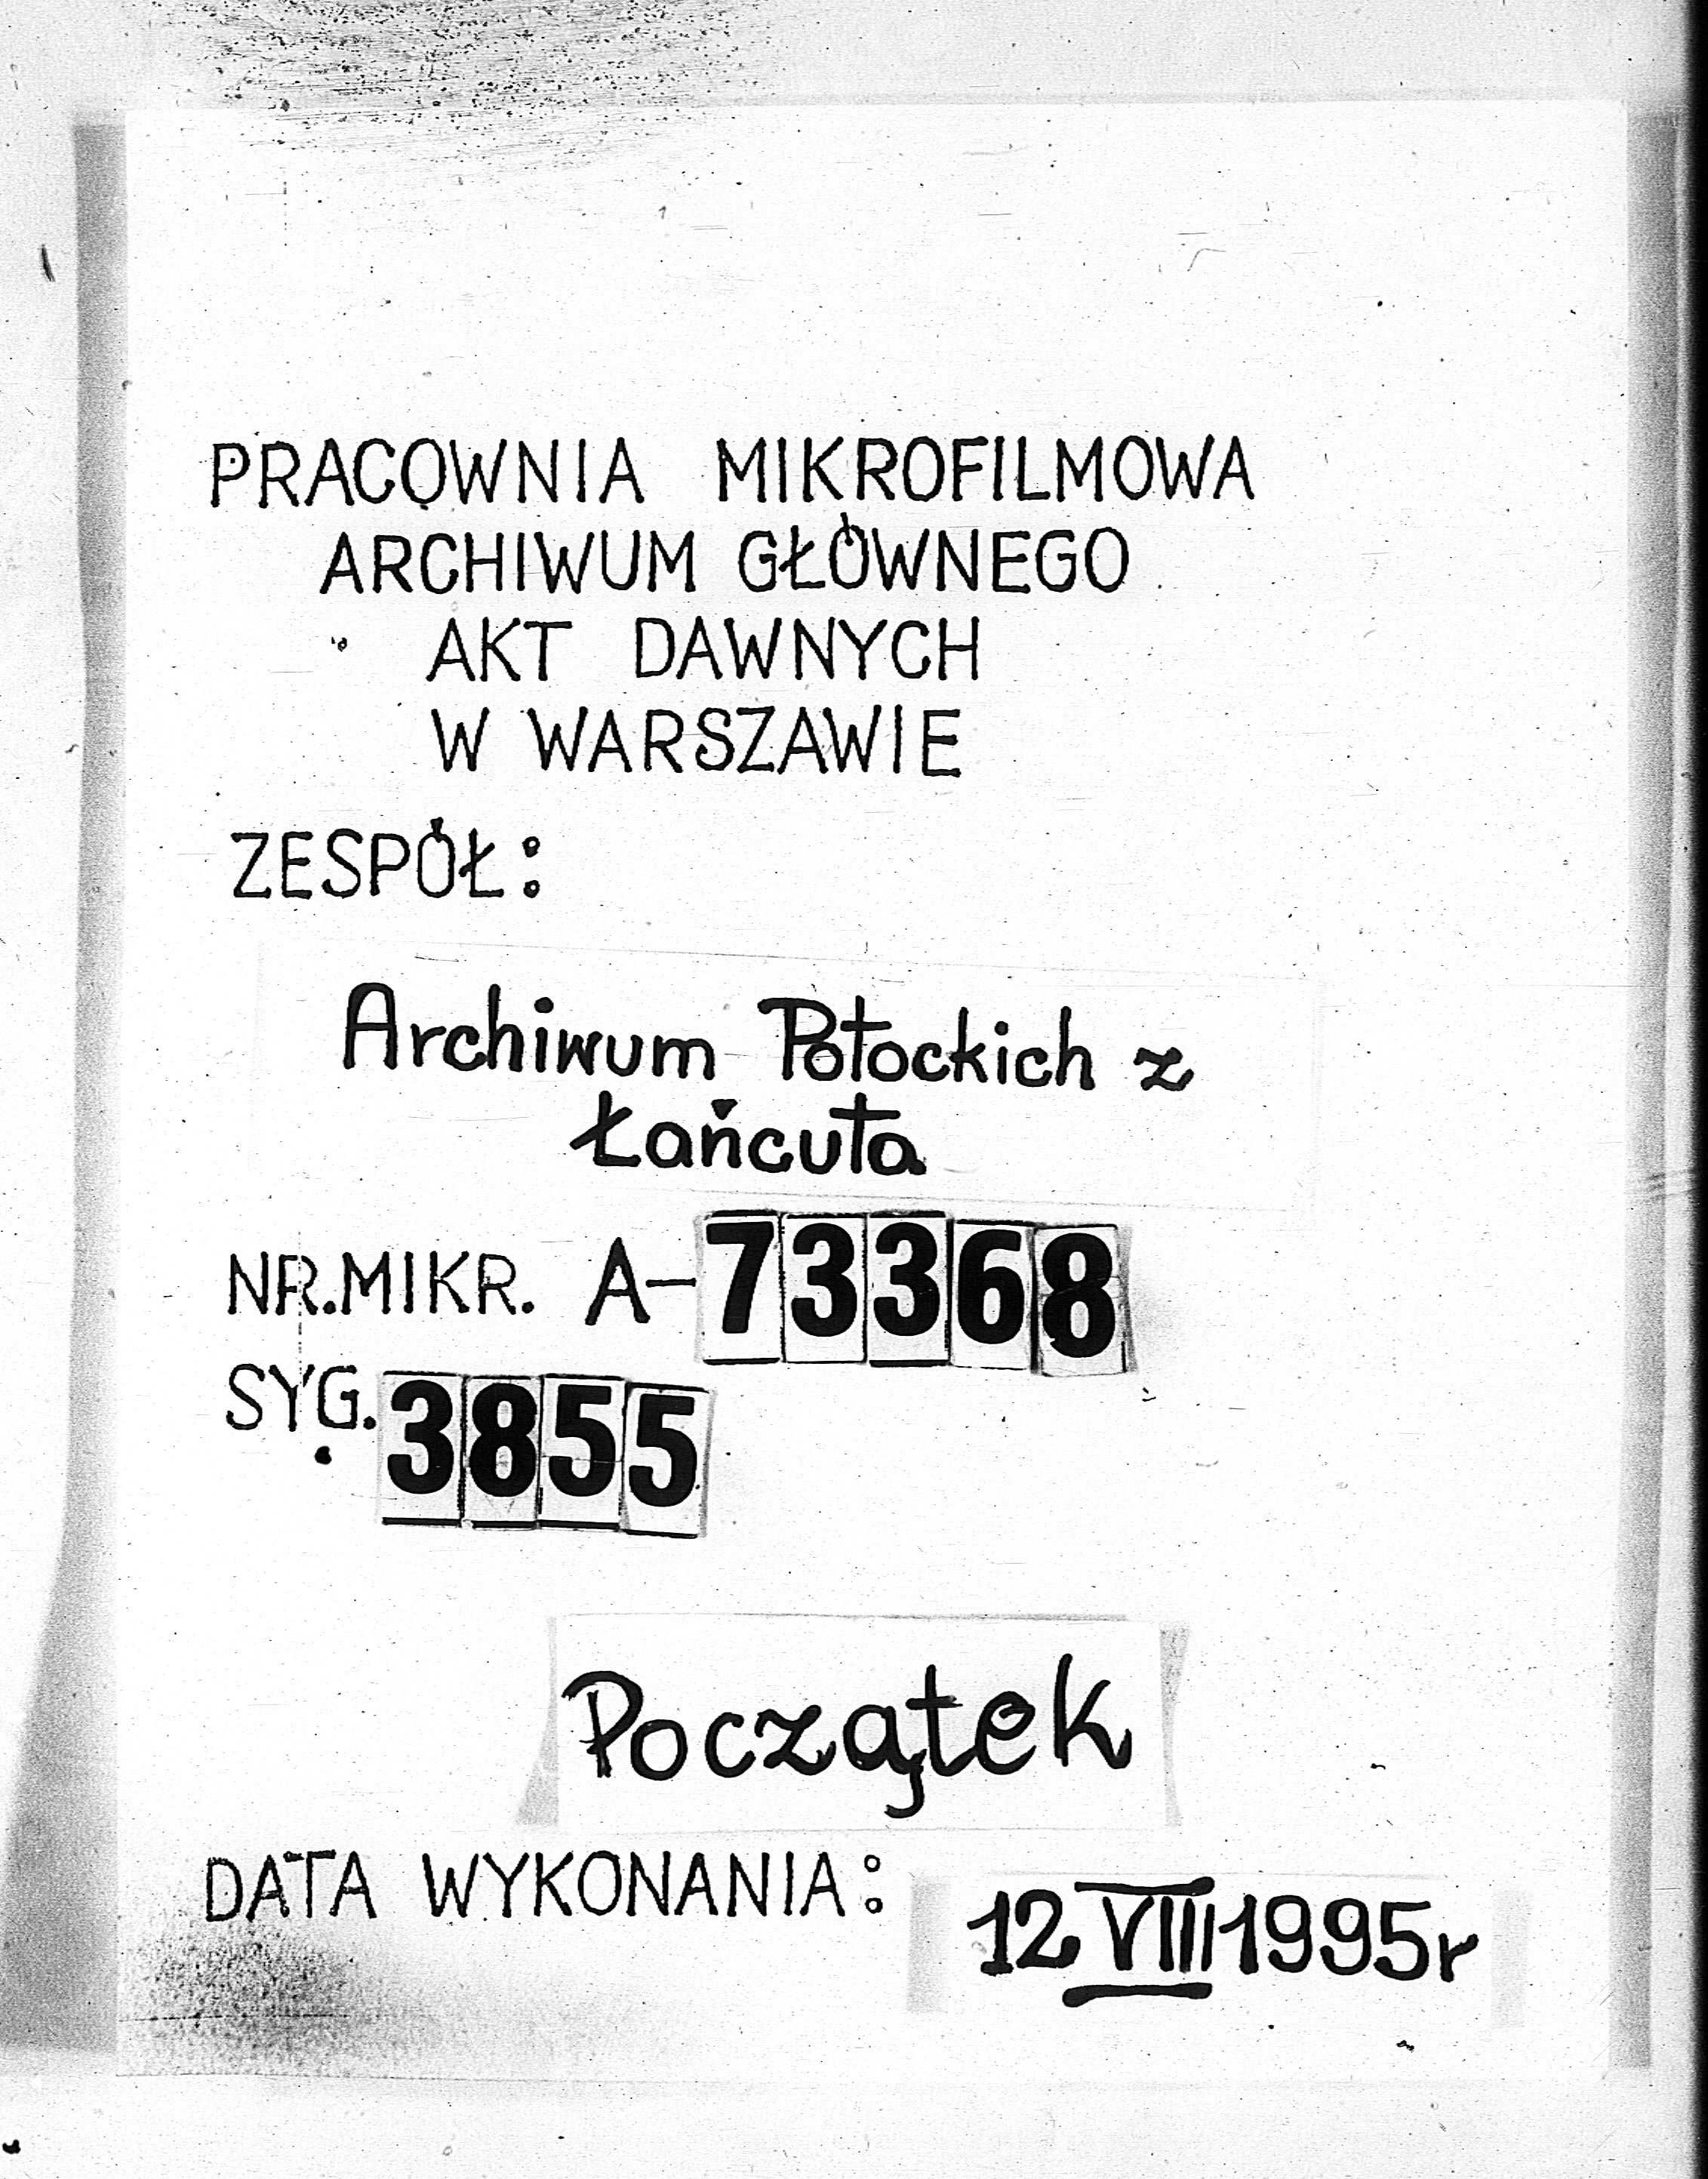 PRACOWNIA MIKROFILMOWA
ARCHIWUM GŁÓWNEGO
AKT DAWNYCH
W WARSZAWIE
ZESPÓŁ:
Archiwum Potockich z
Łańcuta
NR.MIKR. A-73368
SYG. 3855
Początek
DATA WYKONANIA: 12 VIII 1995r